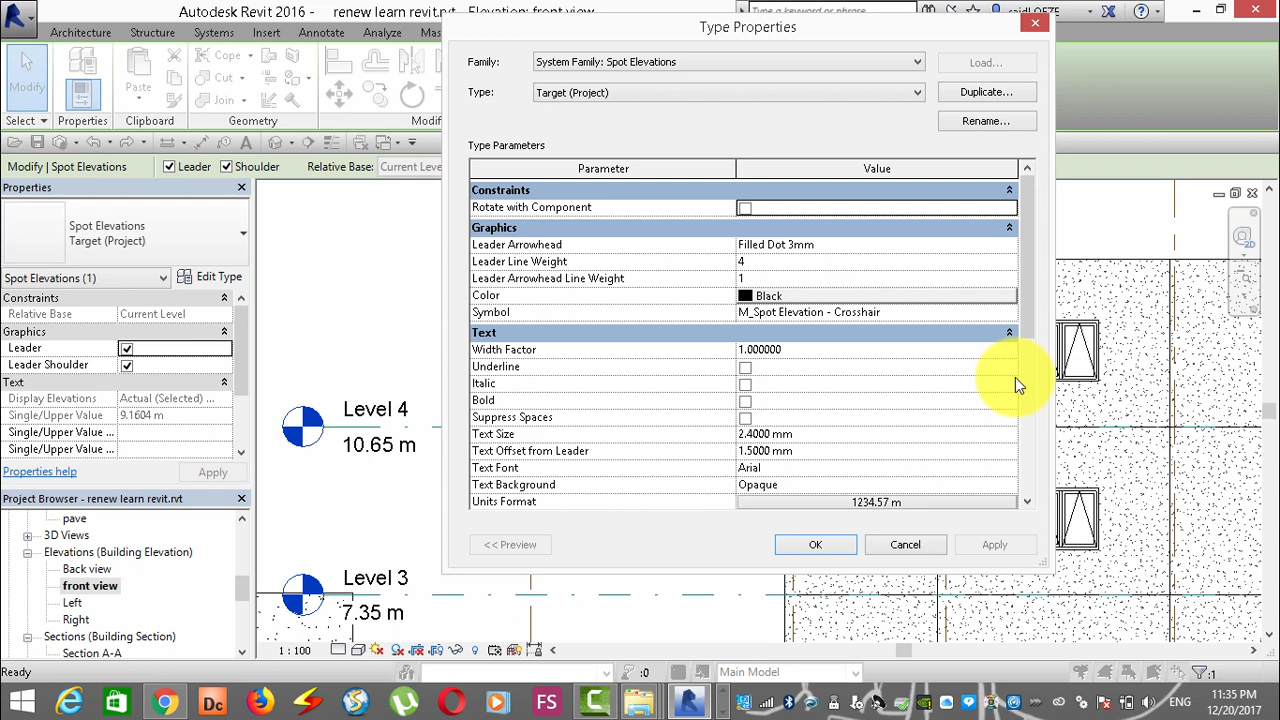 Autodesk Revit 2016 - renew learn revit.rvt - Elevation: front view
Type a keyword or phrase
Architecture
Structure
Systems
Insert
Annotate
Analyze
Modify
Select
Properties
Cope
Cut
Join
Paste
Clipboard
Geometry
Modify | Spot Elevations
Leader
Shoulder
Relative Base:
Current Level
Properties
Spot Elevations
Target (Project)
Spot Elevations (1)
Edit Type
Constraints
Relative Base
Current Level
Graphics
Leader
Leader Shoulder
Text
Display Elevations
Actual (Selected) ...
Single/Upper Value
9.1604 m
Single/Upper Value
Single/Upper Value
Properties help
Apply
Project Browser - renew learn revit.rvt
pave
3D Views
Elevations (Building Elevation)
Back view
front view
Left
Right
Sections (Building Section)
Section A-A
Level 4
10.65 m
Level 3
7.35 m
Type Properties
Family:
System Family: Spot Elevations
Load...
Type:
Target (Project)
Duplicate...
Rename...
Type Parameters
Parameter
Value
Constraints
Rotate with Component
Graphics
Leader Arrowhead
Filled Dot 3mm
Leader Line Weight
4
Leader Arrowhead Line Weight
1
Color
Black
Symbol
M_Spot Elevation - Crosshair
Text
Width Factor
1.000000
Underline
Italic
Bold
Suppress Spaces
Text Size
2.4000 mm
Text Offset from Leader
1.5000 mm
Text Font
Arial
Text Background
Opaque
Units Format
1234.57 m
<< Preview
OK
Cancel
Apply
1 : 100
Ready
:0
Main Model
:1
Dc
FS
ENG
11:35 PM
12/20/2017